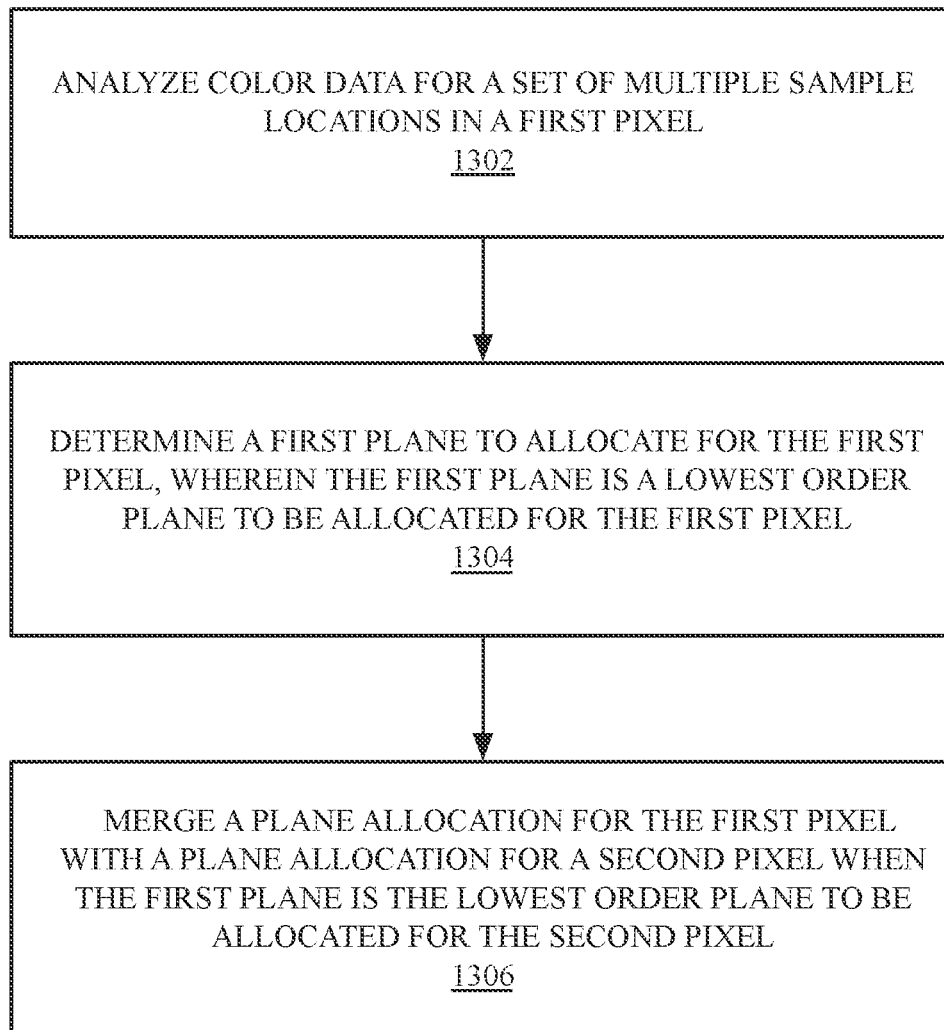 ANALYZE COLOR DATA FOR A SET OF MULTIPLE SAMPLE
LOCATIONS IN A FIRST PIXEL
1302
DETERMINE A FIRST PLANE TO ALLOCATE FOR THE FIRST
PIXEL, WHEREIN THE FIRST PLANE IS A LOWEST ORDER
PLANE TO BE ALLOCATED FOR THE FIRST PIXEL
1304
MERGE A PLANE ALLOCATION FOR THE FIRST PIXEL
WITH A PLANE ALLOCATION FOR A SECOND PIXEL WHEN
THE FIRST PLANE IS THE LOWEST ORDER PLANE TO BE
ALLOCATED FOR THE SECOND PIXEL
1306